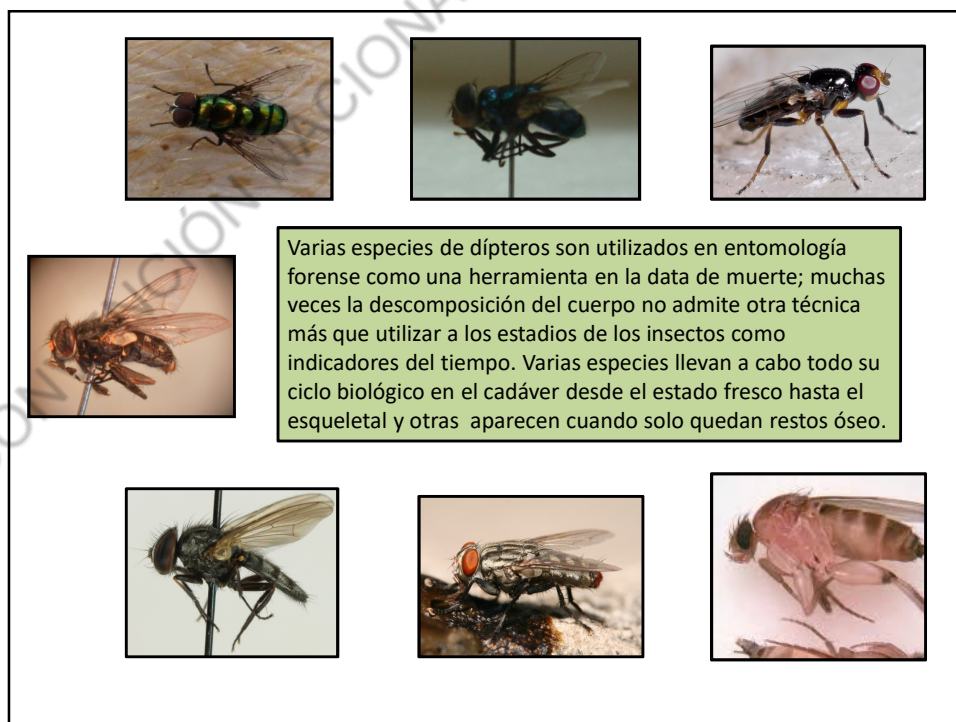 Varias especies de dípteros son utilizados en entomología
forense como una herramienta en la data de muerte; muchas
veces la descomposición del cuerpo no admite otra técnica
más que utilizar a los estadios de los insectos como
indicadores del tiempo. Varias especies llevan a cabo todo su
ciclo biológico en el cadáver desde el estado fresco hasta el
esqueletal y otras aparecen cuando solo quedan restos óseo.